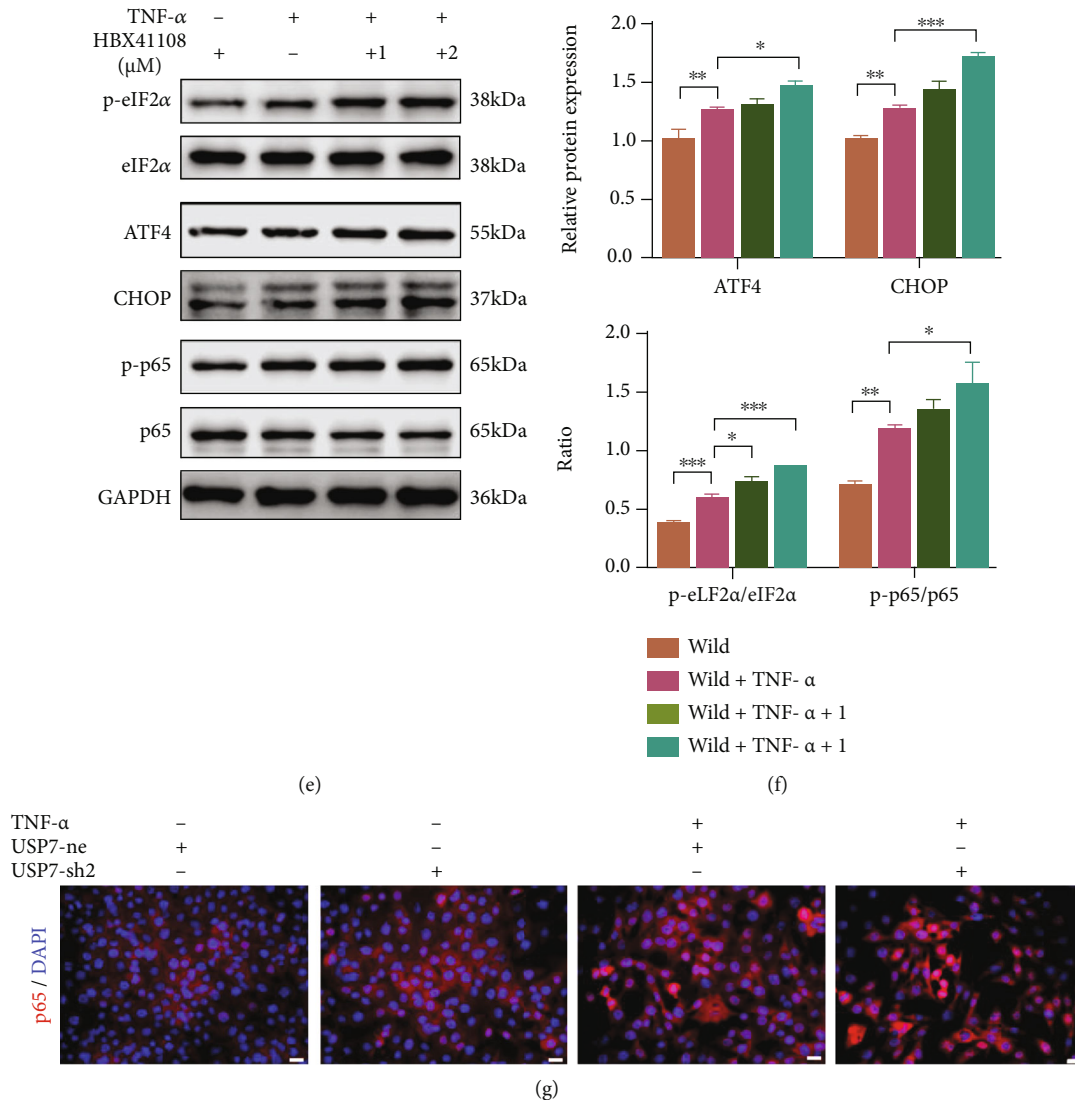 TNF-α – + + +
HBX41108 (μM) + – +1 +2
p-eIF2α 38kDa
eIF2α 38kDa
ATF4 55kDa
CHOP 37kDa
p-p65 65kDa
p65 65kDa
GAPDH 36kDa
(e)
Relative protein expression
2.0
1.5
1.0
1.5
0.0
** * ** ***
ATF4 CHOP
Ratio
2.0
1.5
1.0
0.5
0.0
*** * *** ** *
p-eLF2α/eIF2α p-p65/p65
Wild
Wild + TNF- α
Wild + TNF- α + 1
Wild + TNF- α + 1
(f)
TNF-α – – + +
USP7-ne + – + –
USP7-sh2 – + – +
p65 / DAPI
(g)